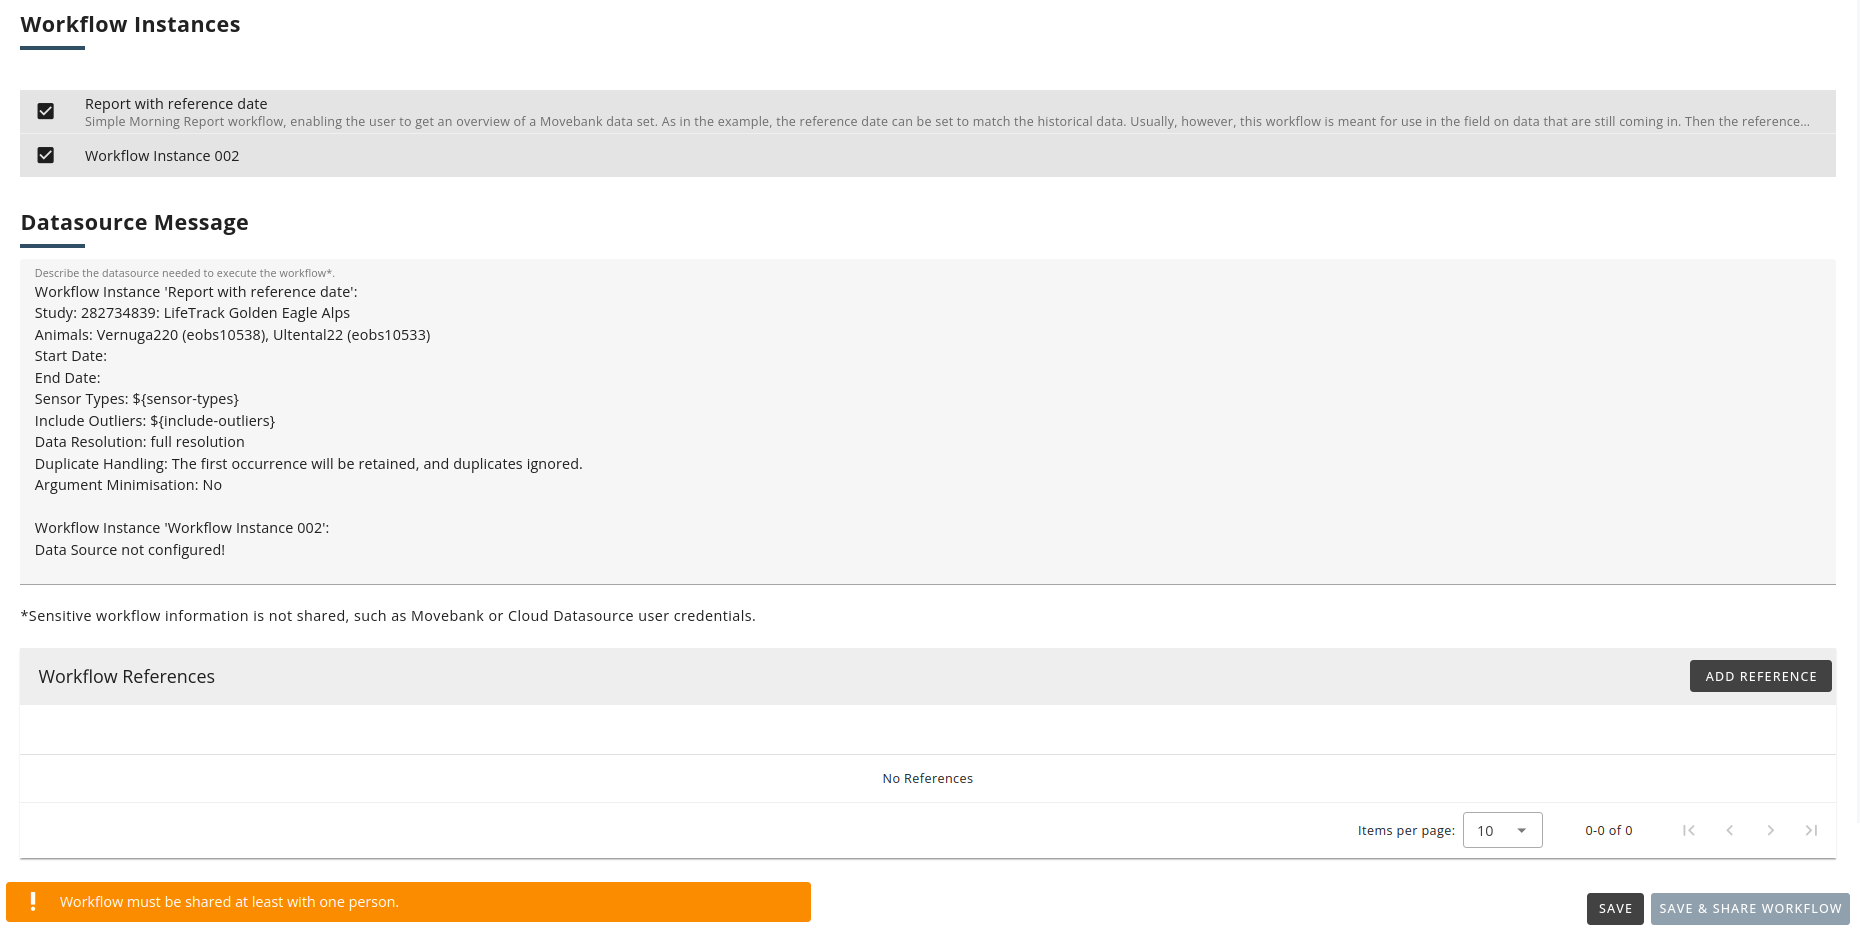 Workflow Instances
Report with reference date
Simple Morning Report workflow, enabling the user to get an overview of a Movebank data set. As in the example, the reference date can be set to match the historical data. Usually, however, this workflow is meant for use in the field on data that are still coming in. Then the reference...
Workflow Instance 002
Datasource Message
Describe the datasource needed to execute the workflow*.
Workflow Instance 'Report with reference date':
Study: 282734839: LifeTrack Golden Eagle Alps
Animals: Vernuga220 (eobs10538), Ultental22 (eobs10533)
Start Date:
End Date:
Sensor Types: ${sensor-types}
Include Outliers: ${include-outliers}
Data Resolution: full resolution
Duplicate Handling: The first occurrence will be retained, and duplicates ignored.
Argument Minimisation: No
Workflow Instance 'Workflow Instance 002':
Data Source not configured!
*Sensitive workflow information is not shared, such as Movebank or Cloud Datasource user credentials.
Workflow References
ADD REFERENCE
No References
Items per page: 10 0-0 of 0
Workflow must be shared at least with one person.
SAVE
SAVE & SHARE WORKFLOW